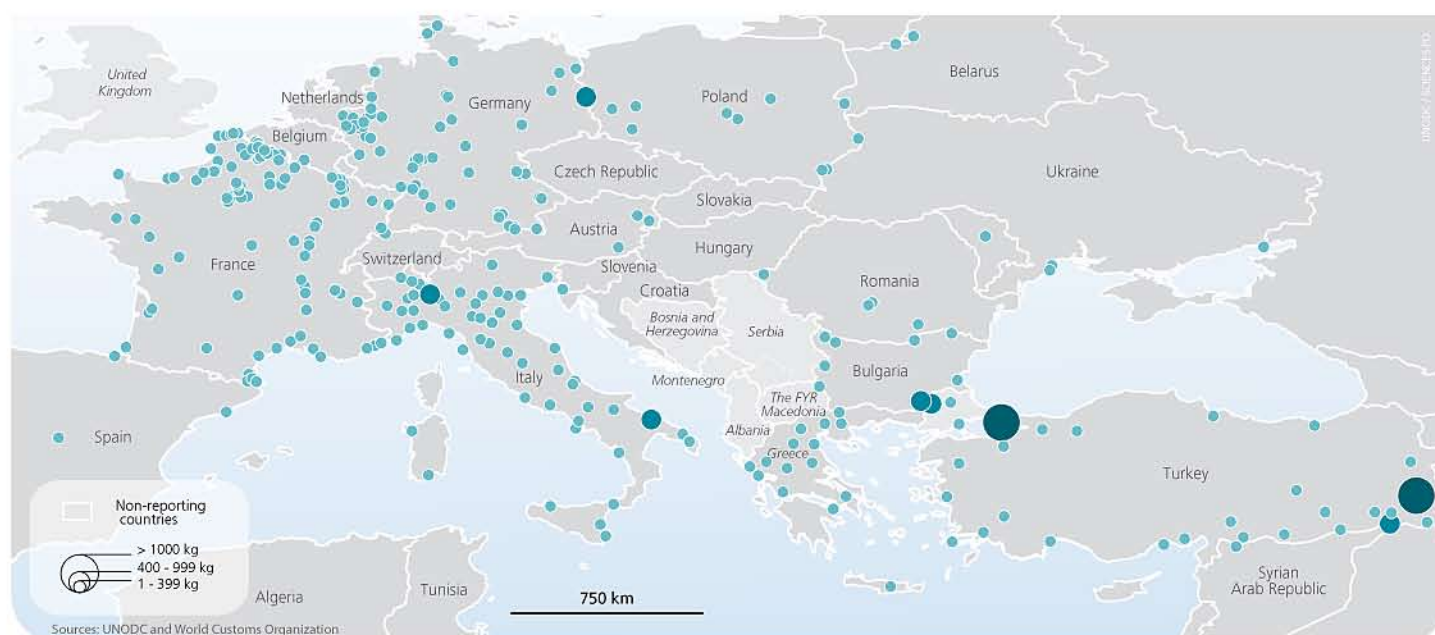 United
Kingdom
Netherlands
Belgium
Germany
Poland
Belarus
Czech Republic
Slovakia
Ukraine
Austria
Hungary
France
Switzerland
Slovenia
Croatia
Romania
Bosnia and
Herzegovina
Serbia
Italy
Montenegro
Bulgaria
The FYR
Macedonia
Albania
Greece
Spain
Turkey
Syrian
Arab Republic
Algeria
Tunisia
Non-reporting
countries
> 1000 kg
400 - 999 kg
1 - 399 kg
750 km
Sources: UNODC and World Customs Organization